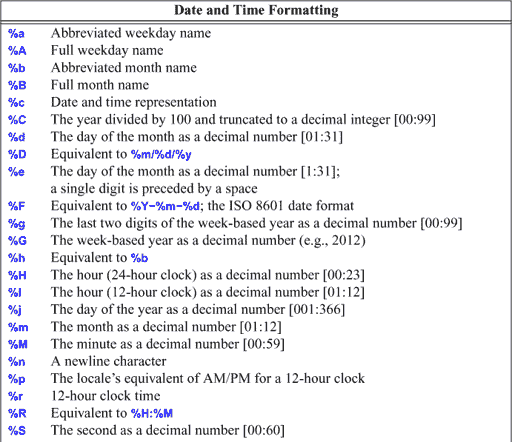 Date and Time Formatting
%a Abbreviated weekday name
%A Full weekday name
%b Abbreviated month name
%B Full month name
%c Date and time representation
%C The year divided by 100 and truncated to a decimal integer [00:99]
%d The day of the month as a decimal number [01:31]
%D Equivalent to %m/%d/%y
%e The day of the month as a decimal number [1:31];
a single digit is preceded by a space
%F Equivalent to %Y−%m−%d; the ISO 8601 date format
%g The last two digits of the week-based year as a decimal number [00:99]
%G The week-based year as a decimal number (e.g., 2012)
%h Equivalent to %b
%H The hour (24-hour clock) as a decimal number [00:23]
%I The hour (12-hour clock) as a decimal number [01:12]
%j The day of the year as a decimal number [001:366]
%m The month as a decimal number [01:12]
%M The minute as a decimal number [00:59]
%n A newline character
%p The locale's equivalent of AM/PM for a 12-hour clock
%r 12-hour clock time
%R Equivalent to %H:%M
%S The second as a decimal number [00:60]